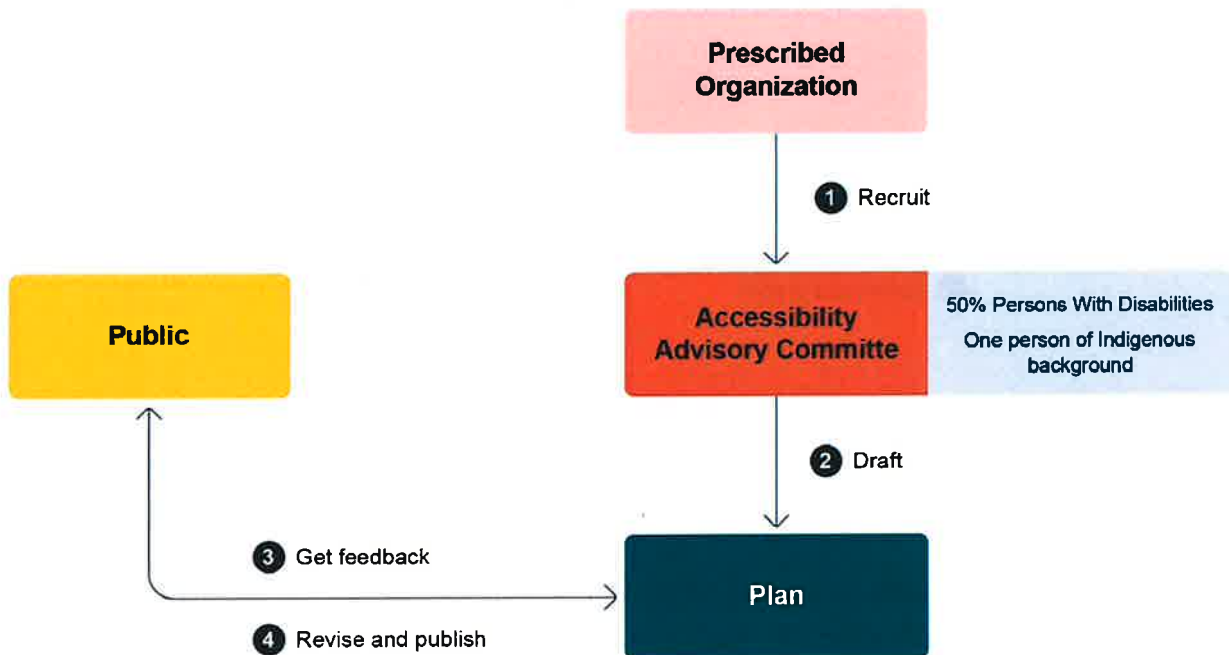 Prescribed
Organization
1 Recruit
Public
Accessibility
Advisory Committe
50% Persons With Disabilities
One person of Indigenous
background
2 Draft
3 Get feedback
Plan
4 Revise and publish